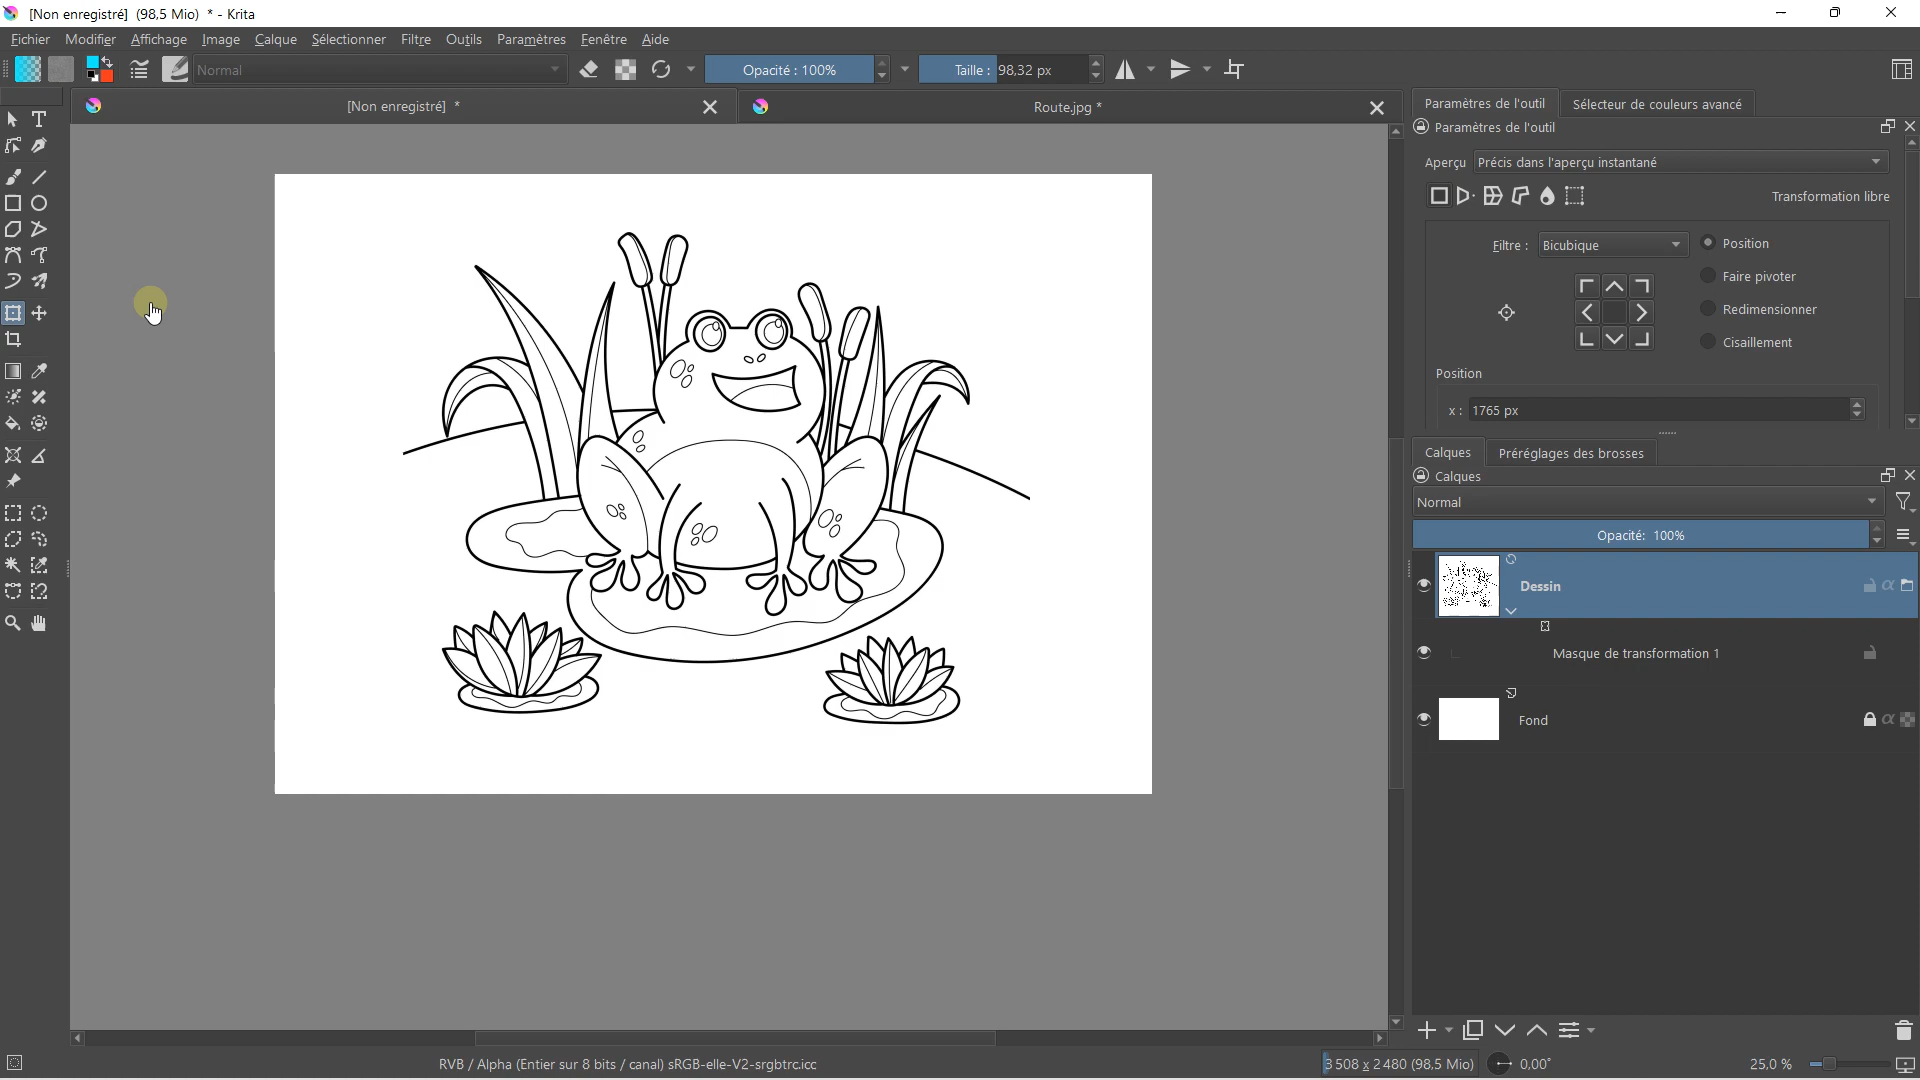 [Non enregistré] (98,5 Mio) * - Krita
Fichier Modifier Affichage Image Calque Sélectionner Filtre Outils Paramètres Fenêtre Aide
Normal Opacité : 100% Taille : 98,32 px
[Non enregistré] * Route.jpg *
Paramètres de l'outil Sélecteur de couleurs avancé
Paramètres de l'outil
Aperçu Précis dans l'aperçu instantané
Transformation libre
Filtre : Bicubique Position
Faire pivoter
Redimensionner
Cisaillement
Position
x : 1765 px
Calques Préréglages des brosses
Calques
Normal
Opacité: 100%
Dessin
Masque de transformation 1
Fond
RVB / Alpha (Entier sur 8 bits / canal) sRGB-elle-V2-srgbtrc.icc 3 508 x 2 480 (98,5 Mio) 0,00° 25,0 %